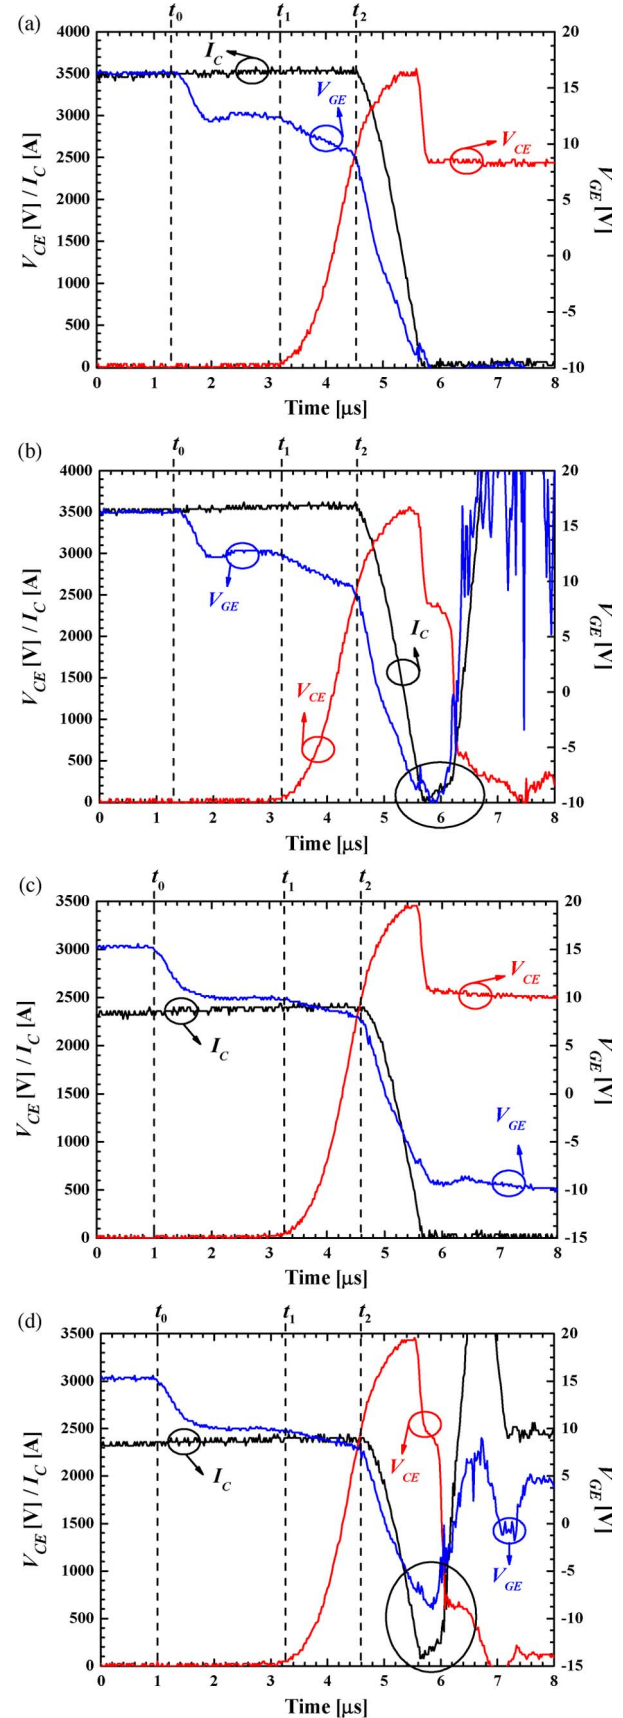 (a)
t0 t1 t2
4000 3500 3000 2500 2000 1500 1000 500 0
VCE [V] / IC [A]
IC
VGE
VCE
20 15 10 5 0 -5 -10
VGE [V]
0 1 2 3 4 5 6 7 8
Time [μs]
(b)
t0 t1 t2
4000 3500 3000 2500 2000 1500 1000 500 0
VCE [V] / IC [A]
VGE
IC
VCE
20 15 10 5 0 -5 -10
VGE [V]
0 1 2 3 4 5 6 7 8
Time [μs]
(c)
t0 t1 t2
3500 3000 2500 2000 1500 1000 500 0
VCE [V] / IC [A]
VCE
IC
VGE
20 15 10 5 0 -5 -10 -15
VGE [V]
0 1 2 3 4 5 6 7 8
Time [μs]
(d)
t0 t1 t2
3500 3000 2500 2000 1500 1000 500 0
VCE [V] / IC [A]
IC
VCE
VGE
20 15 10 5 0 -5 -10 -15
VGE [V]
0 1 2 3 4 5 6 7 8
Time [μs]